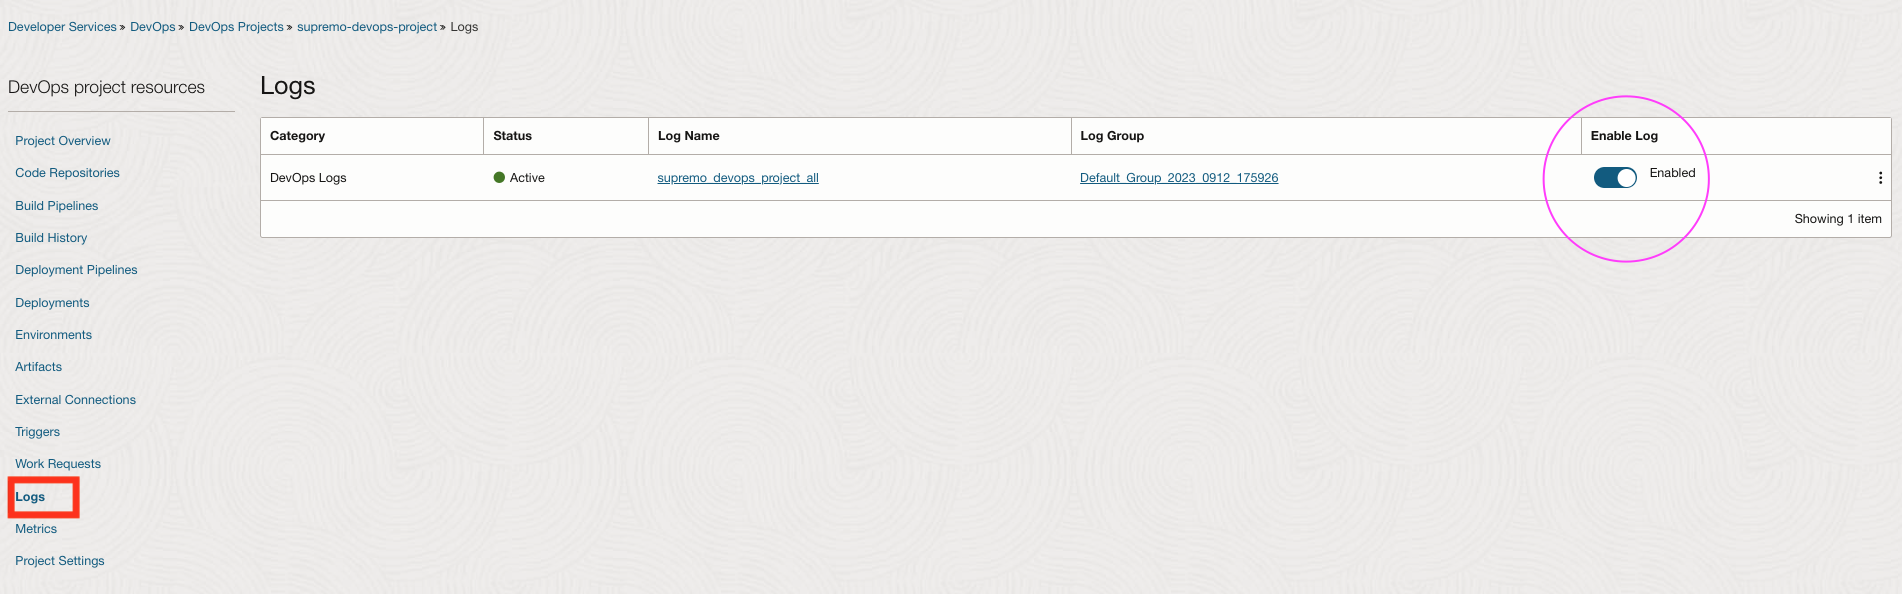 Developer Services » DevOps » DevOps Projects » supremo-devops-project » Logs
DevOps project resources
Project Overview
Code Repositories
Build Pipelines
Build History
Deployment Pipelines
Deployments
Environments
Artifacts
External Connections
Triggers
Work Requests
Logs
Metrics
Project Settings
Logs
Category Status Log Name Log Group Enable Log
DevOps Logs Active supremo_devops_project_all Default_Group_2023_0912_175926 Enabled
Showing 1 item